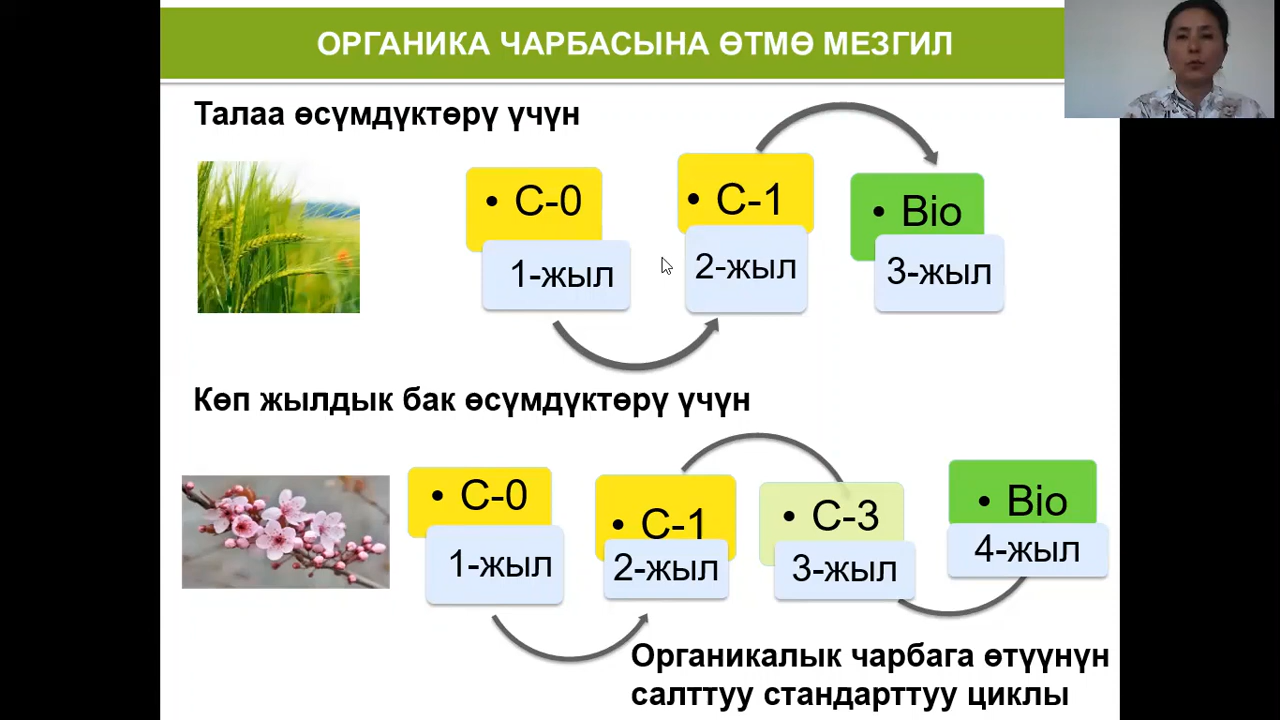 ОРГАНИКА ЧАРБАСЫНА ӨТМӨ МЕЗГИЛ
Талаа өсүмдүктөрү үчүн
• С-0
1-жыл
• С-1
2-жыл
• Bio
3-жыл
Көп жылдык бак өсүмдүктөрү үчүн
• С-0
1-жыл
• С-1
2-жыл
• С-3
3-жыл
• Bio
4-жыл
Органикалык чарбага өтүүнүн
салттуу стандарттуу циклы